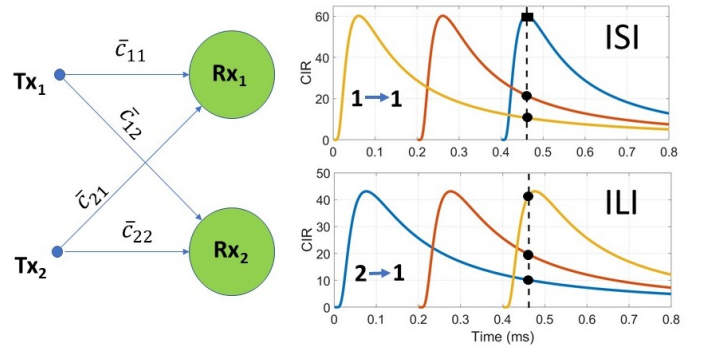 Tx₁
c̄₁₁
Rx₁
c̄₁₂
c̄₂₁
Tx₂
c̄₂₂
Rx₂
ISI
CIR
60
40
20
0
1 → 1
0 0.1 0.2 0.3 0.4 0.5 0.6 0.7 0.8
ILI
CIR
50
40
30
20
10
0
2 → 1
0 0.1 0.2 0.3 0.4 0.5 0.6 0.7 0.8
Time (ms)